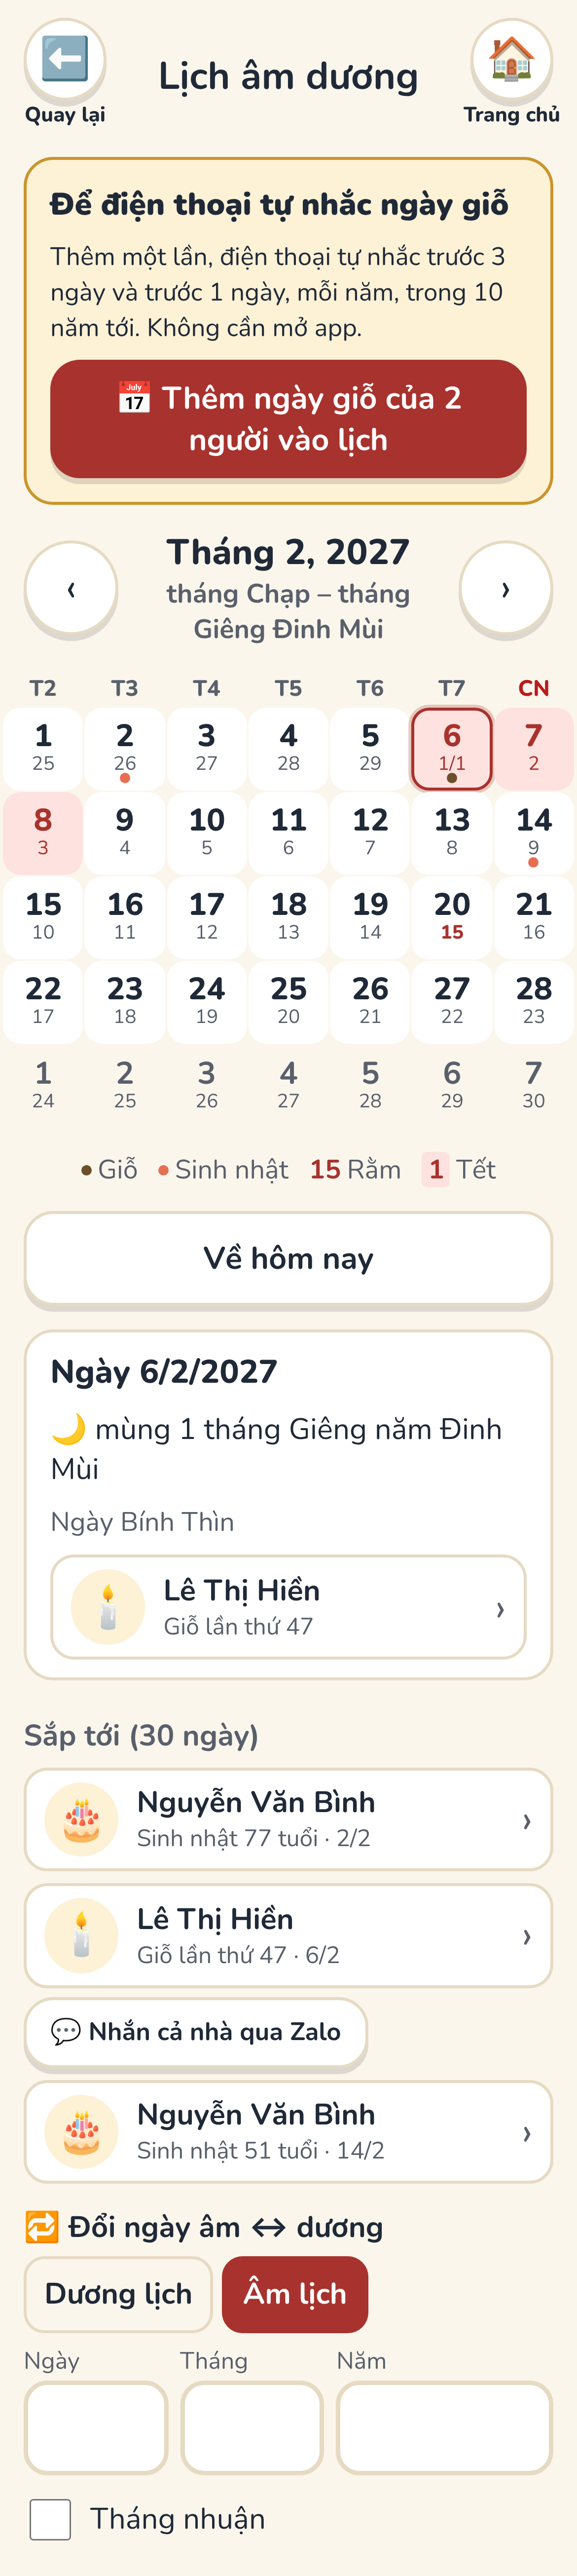 Lịch âm dương
Quay lại
Trang chủ
Để điện thoại tự nhắc ngày giỗ
Thêm một lần, điện thoại tự nhắc trước 3
ngày và trước 1 ngày, mỗi năm, trong 10
năm tới. Không cần mở app.
July 17 Thêm ngày giỗ của 2
người vào lịch
‹
Tháng 2, 2027
›
tháng Chạp – tháng
Giêng Đinh Mùi
T2 T3 T4 T5 T6 T7 CN
1 2 3 4 5 6 7
25 26 27 28 29 1/1 2
8 9 10 11 12 13 14
3 4 5 6 7 8 9
15 16 17 18 19 20 21
10 11 12 13 14 15 16
22 23 24 25 26 27 28
17 18 19 20 21 22 23
1 2 3 4 5 6 7
24 25 26 27 28 29 30
Giỗ Sinh nhật 15 Rằm 1 Tết
Về hôm nay
Ngày 6/2/2027
mùng 1 tháng Giêng năm Đinh
Mùi
Ngày Bính Thìn
Lê Thị Hiền ›
Giỗ lần thứ 47
Sắp tới (30 ngày)
Nguyễn Văn Bình ›
Sinh nhật 77 tuổi · 2/2
Lê Thị Hiền ›
Giỗ lần thứ 47 · 6/2
Nhắn cả nhà qua Zalo
Nguyễn Văn Bình ›
Sinh nhật 51 tuổi · 14/2
Đổi ngày âm ↔ dương
Dương lịch Âm lịch
Ngày Tháng Năm
Tháng nhuận